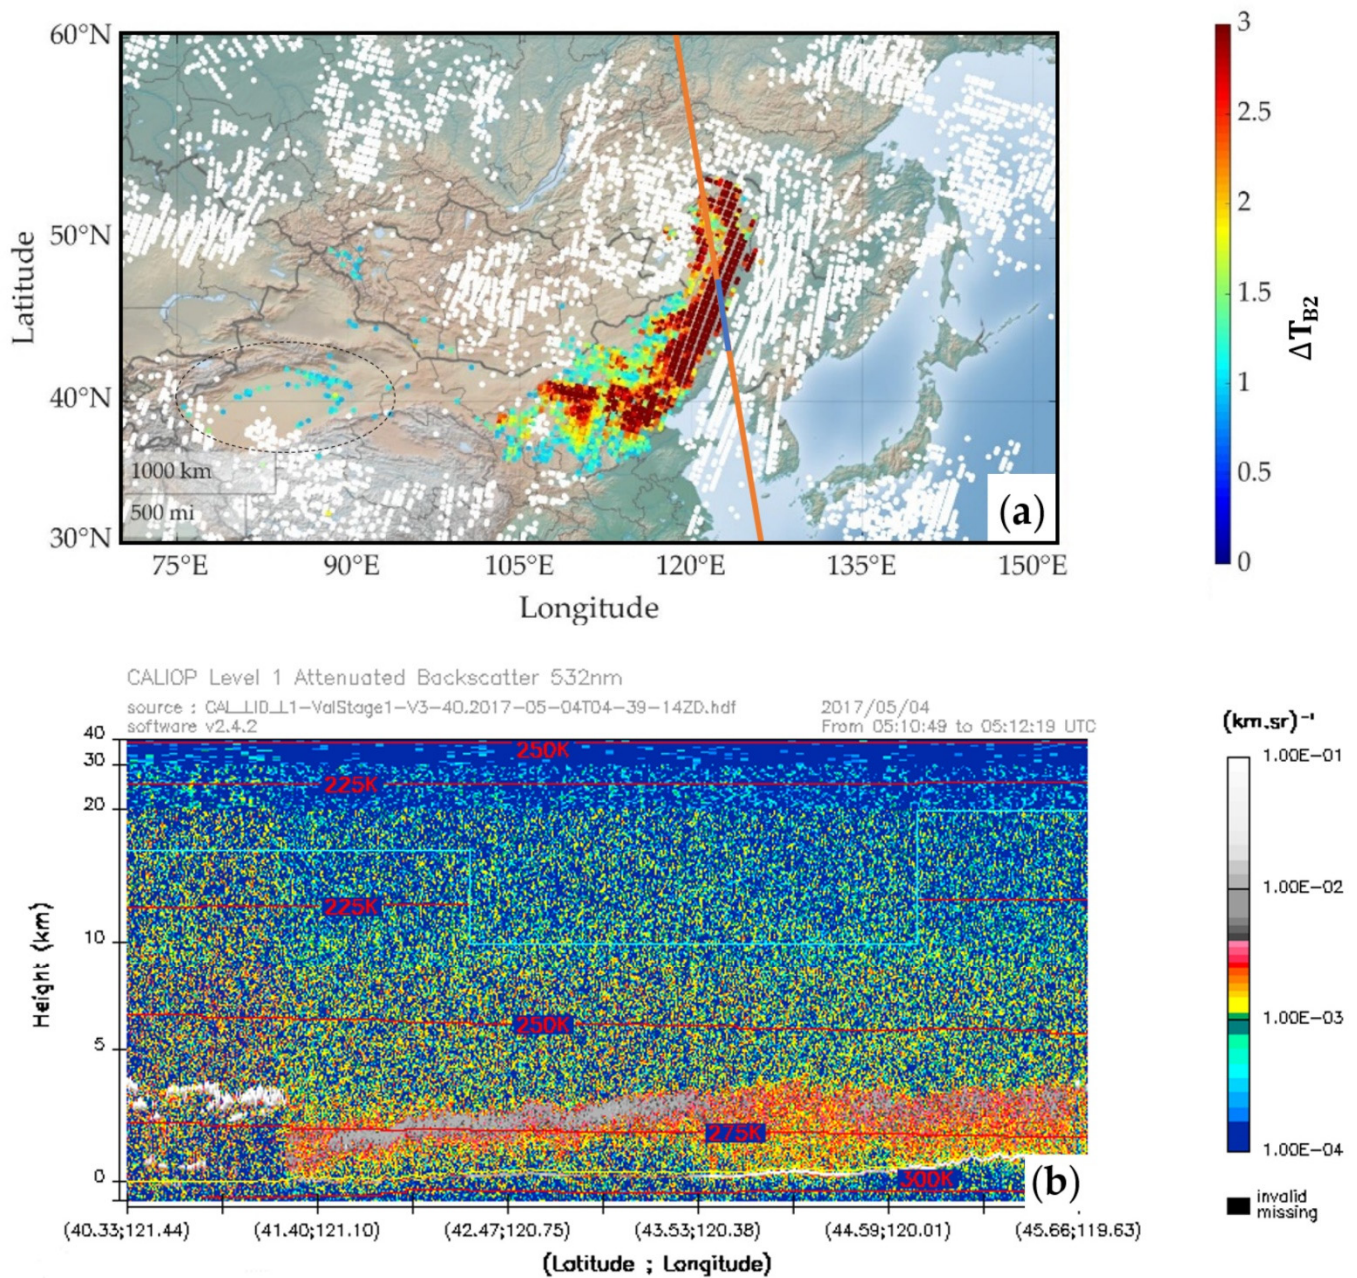 60°N
50°N
40°N
30°N
Latitude
1000 km
500 mi
(a)
75°E 90°E 105°E 120°E 135°E 150°E
Longitude
3
2.5
2
1.5
1
0.5
0
ΔT_B2
CALIOP Level 1 Attenuated Backscatter 532nm
source : CAL_LID_L1-ValStage1-V3-40.2017-05-04T04-39-14ZD.hdf 2017/05/04
software v2.4.2 From 05:10:49 to 05:12:19 UTC
40
30
20
10
5
0
Height (km)
250K
225K
225K
250K
275K
300K
(b)
(40.33;121.44) (41.40;121.10) (42.47;120.75) (43.53;120.38) (44.59;120.01) (45.66;119.63)
(Latitude ; Longitude)
(km.sr)⁻¹
1.00E-01
1.00E-02
1.00E-03
1.00E-04
invalid
missing